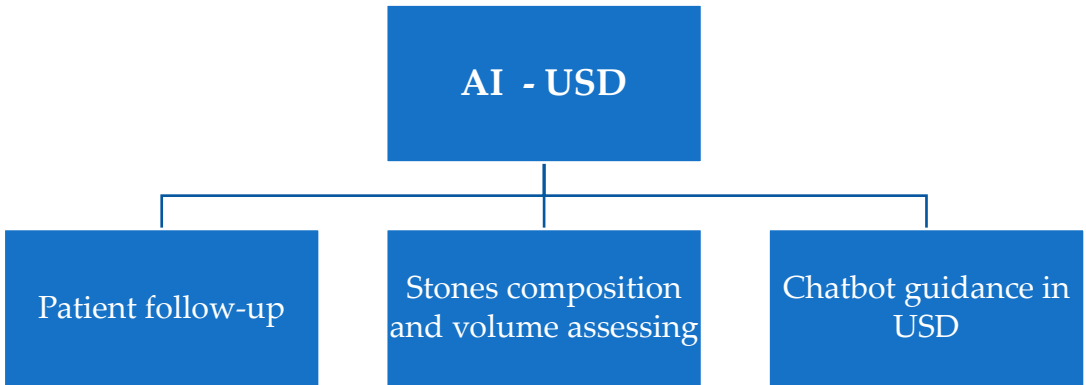 AI - USD
Patient follow-up
Stones composition
and volume assessing
Chatbot guidance in
USD